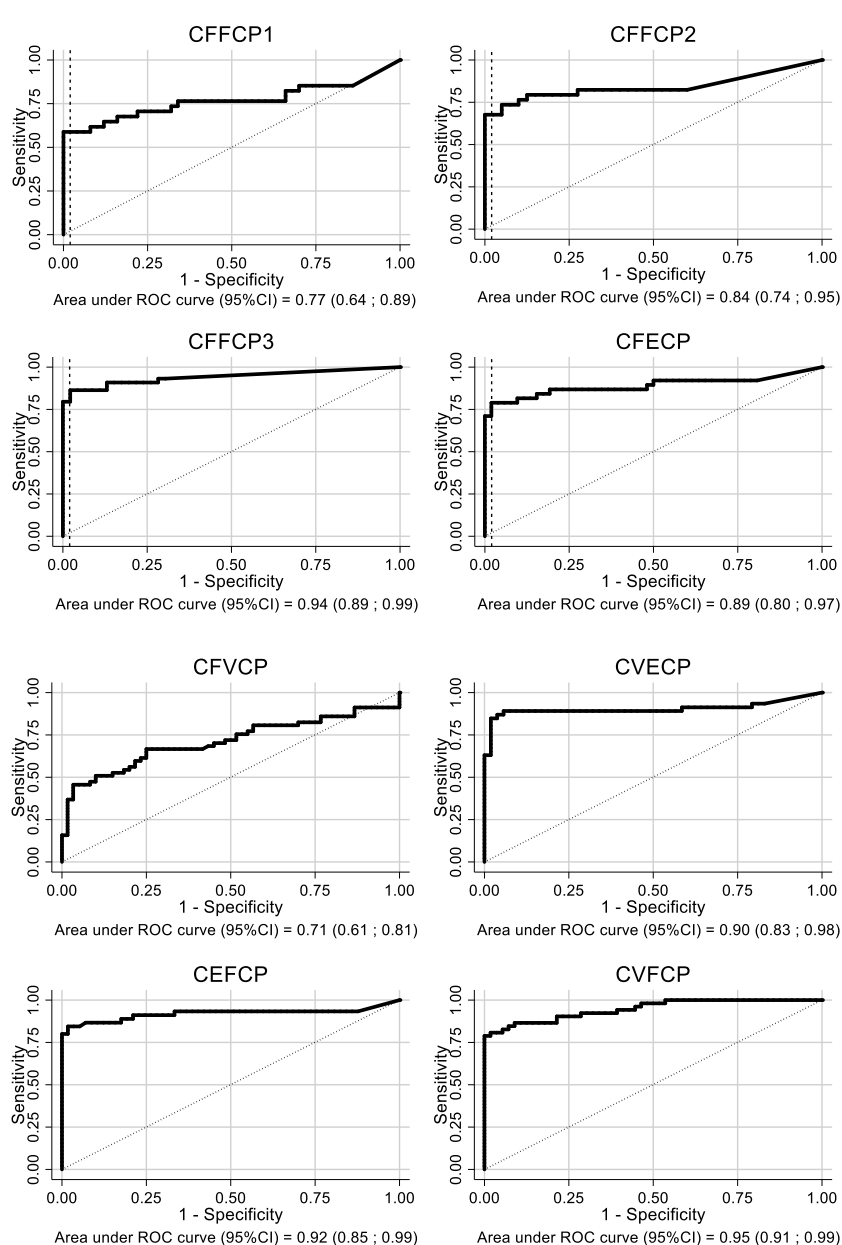 CFFCP1
Sensitivity
0.00 0.25 0.50 0.75 1.00
0.00 0.25 0.50 0.75 1.00
1 - Specificity
Area under ROC curve (95%CI) = 0.77 (0.64 ; 0.89)
CFFCP2
Sensitivity
0.00 0.25 0.50 0.75 1.00
0.00 0.25 0.50 0.75 1.00
1 - Specificity
Area under ROC curve (95%CI) = 0.84 (0.74 ; 0.95)
CFFCP3
Sensitivity
0.00 0.25 0.50 0.75 1.00
0.00 0.25 0.50 0.75 1.00
1 - Specificity
Area under ROC curve (95%CI) = 0.94 (0.89 ; 0.99)
CFECP
Sensitivity
0.00 0.25 0.50 0.75 1.00
0.00 0.25 0.50 0.75 1.00
1 - Specificity
Area under ROC curve (95%CI) = 0.89 (0.80 ; 0.97)
CFVCP
Sensitivity
0.00 0.25 0.50 0.75 1.00
0.00 0.25 0.50 0.75 1.00
1 - Specificity
Area under ROC curve (95%CI) = 0.71 (0.61 ; 0.81)
CVECP
Sensitivity
0.00 0.25 0.50 0.75 1.00
0.00 0.25 0.50 0.75 1.00
1 - Specificity
Area under ROC curve (95%CI) = 0.90 (0.83 ; 0.98)
CEFCP
Sensitivity
0.00 0.25 0.50 0.75 1.00
0.00 0.25 0.50 0.75 1.00
1 - Specificity
Area under ROC curve (95%CI) = 0.92 (0.85 ; 0.99)
CVFCP
Sensitivity
0.00 0.25 0.50 0.75 1.00
0.00 0.25 0.50 0.75 1.00
1 - Specificity
Area under ROC curve (95%CI) = 0.95 (0.91 ; 0.99)